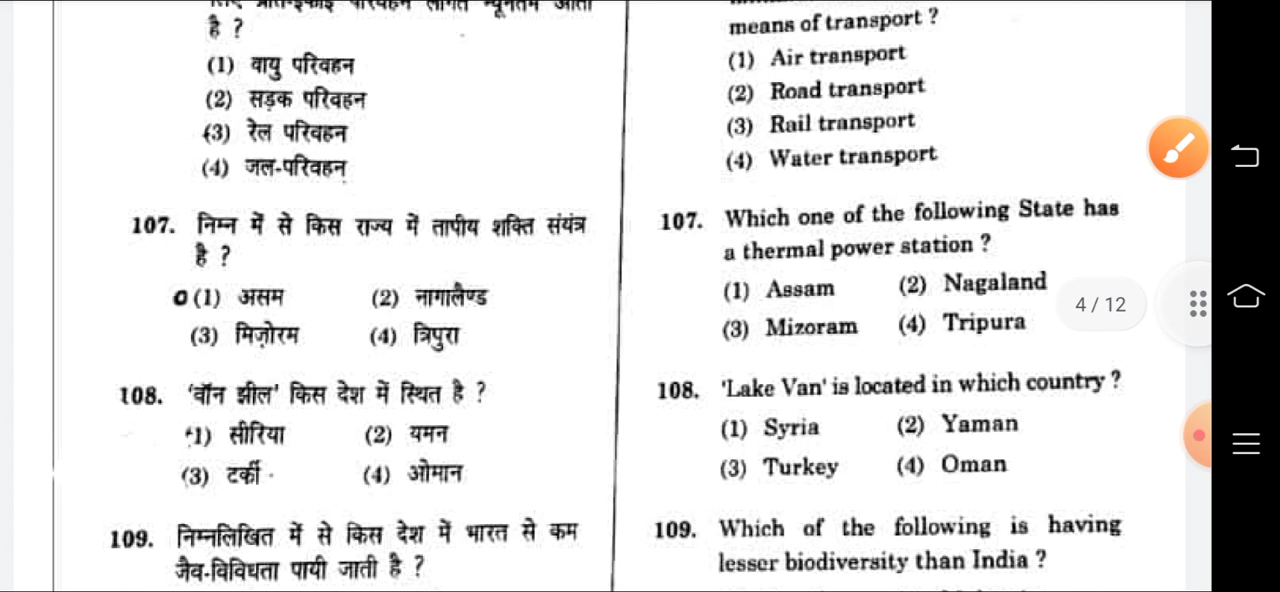 है ?
(1) वायु परिवहन
(2) सड़क परिवहन
(3) रेल परिवहन
(4) जल-परिवहन
107. निम्न में से किस राज्य में तापीय शक्ति संयंत्र
है ?
(1) असम (2) नागालैण्ड
(3) मिज़ोरम (4) त्रिपुरा
108. 'वॉन झील' किस देश में स्थित है ?
(1) सीरिया (2) यमन
(3) टर्की (4) ओमान
109. निम्नलिखित में से किस देश में भारत से कम
जैव-विविधता पायी जाती है ?
means of transport ?
(1) Air transport
(2) Road transport
(3) Rail transport
(4) Water transport
107. Which one of the following State has
a thermal power station ?
(1) Assam (2) Nagaland
(3) Mizoram (4) Tripura
108. 'Lake Van' is located in which country ?
(1) Syria (2) Yaman
(3) Turkey (4) Oman
109. Which of the following is having
lesser biodiversity than India ?
4 / 12